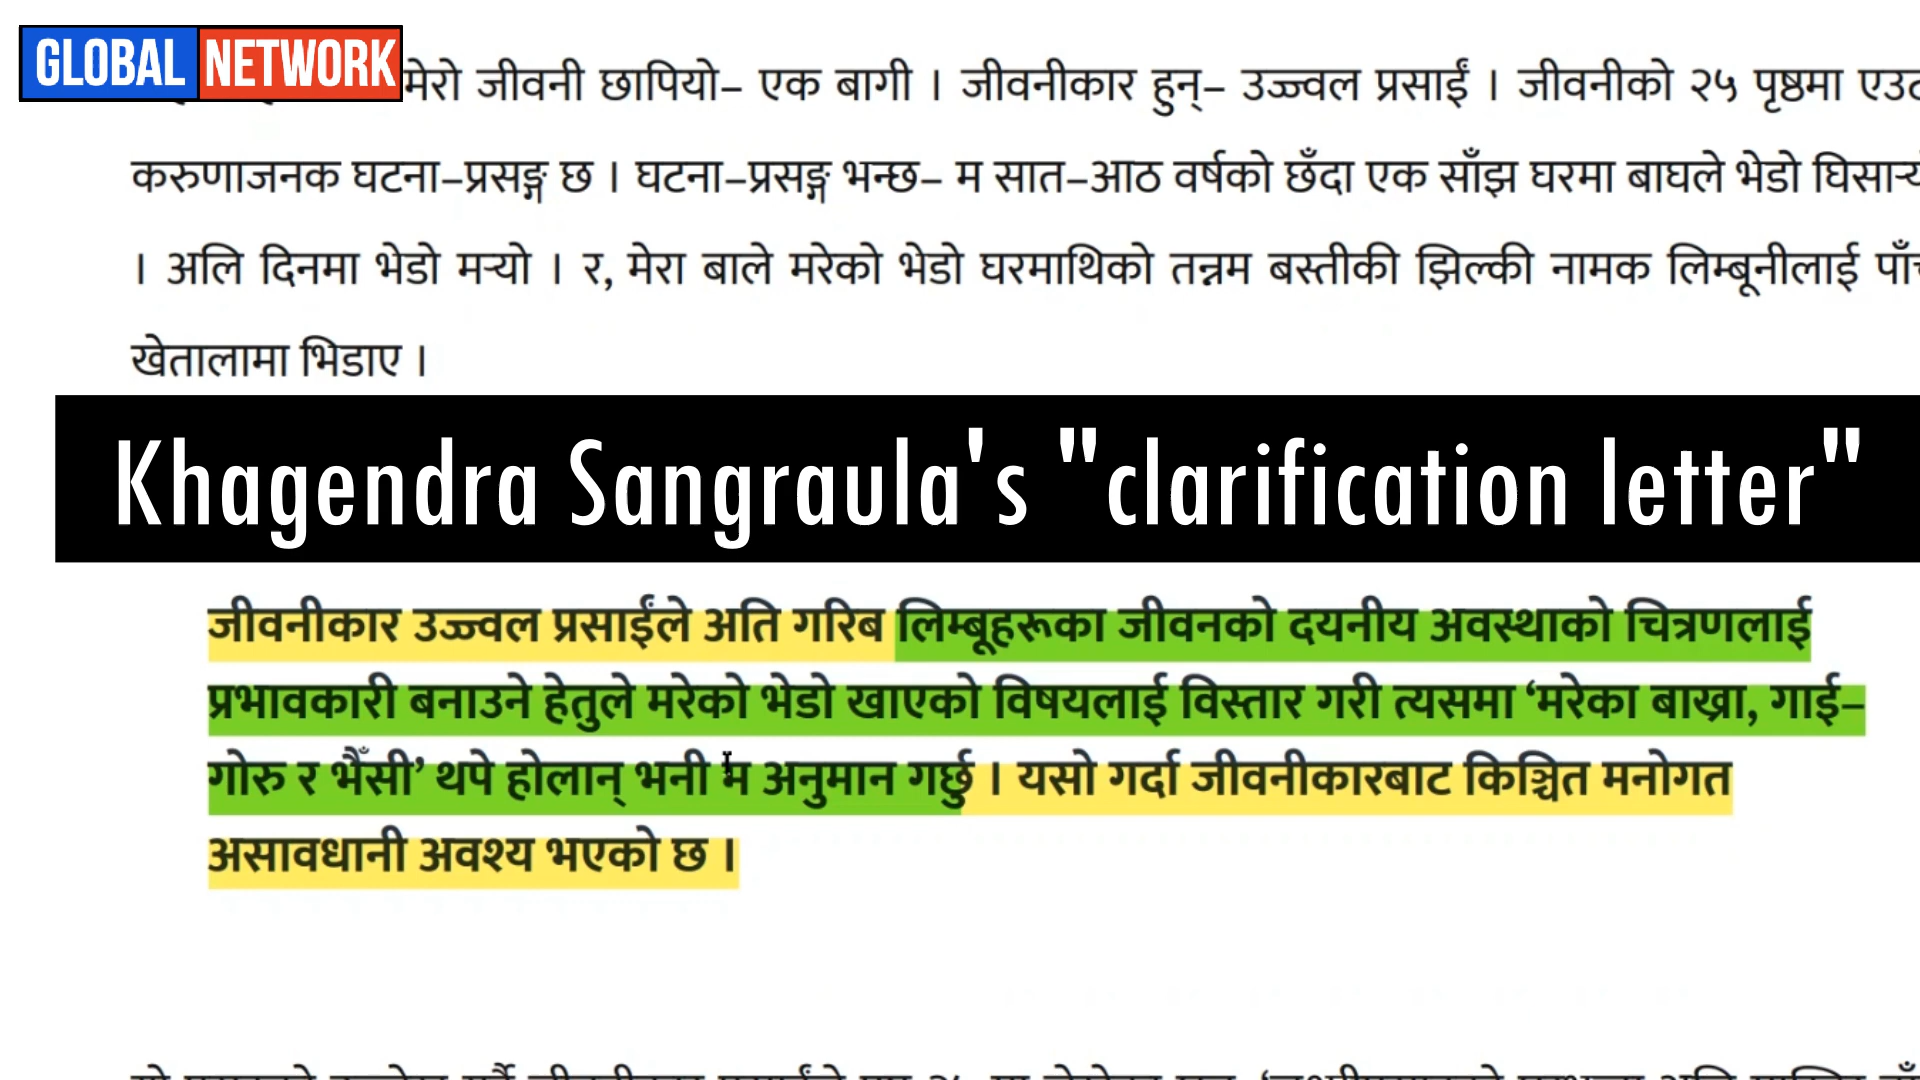 GLOBAL NETWORK
मेरो जीवनी छापियो– एक बागी । जीवनीकार हुन्– उज्ज्वल प्रसाईं । जीवनीको २५ पृष्ठमा
करुणाजनक घटना–प्रसङ्ग छ । घटना–प्रसङ्ग भन्छ– म सात–आठ वर्षको छँदा एक साँझ घरमा बाघले भेडो
। अलि दिनमा भेडो मर्‍यो । र, मेरा बाले मरेको भेडो घरमाथिको तन्नम बस्तीकी झिल्की नामक लिम्बूनीलाई
खेतालामा भिडाए ।
Khagendra Sangraula's "clarification letter"
जीवनीकार उज्ज्वल प्रसाईंले अति गरिब लिम्बूहरूका जीवनको दयनीय अवस्थाको चित्रणलाई
प्रभावकारी बनाउने हेतुले मरेको भेडो खाएको विषयलाई विस्तार गरी त्यसमा ‘मरेका बाख्रा, गाई–
गोरु र भैँसी’ थपे होलान् भनी म अनुमान गर्छु । यसो गर्दा जीवनीकारबाट किञ्चित मनोगत
असावधानी अवश्य भएको छ ।